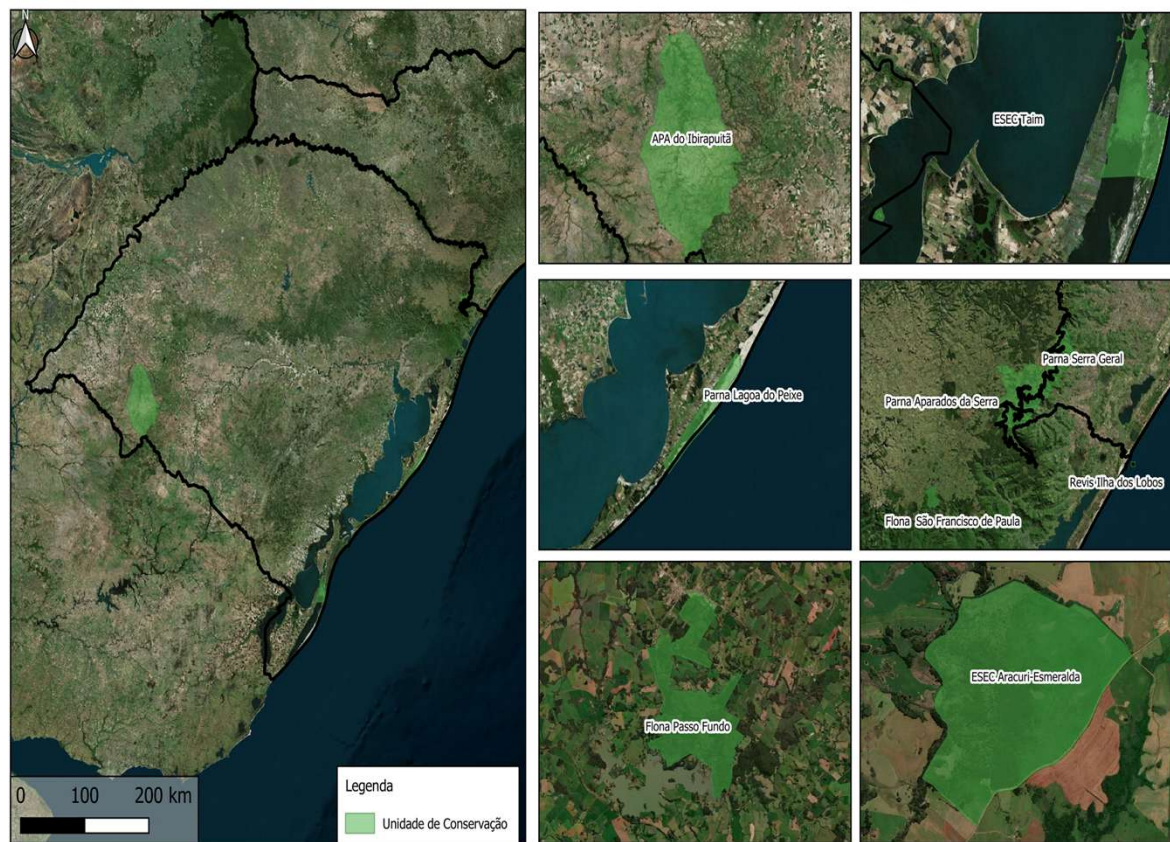 N
0 100 200 km
Legenda
Unidade de Conservação
APA do Ibirapuitã
ESEC Taim
Parna Lagoa do Peixe
Parna Serra Geral
Parna Aparados da Serra
Revis Ilha dos Lobos
Flona São Francisco de Paula
Flona Passo Fundo
ESEC Aracuri-Esmeralda